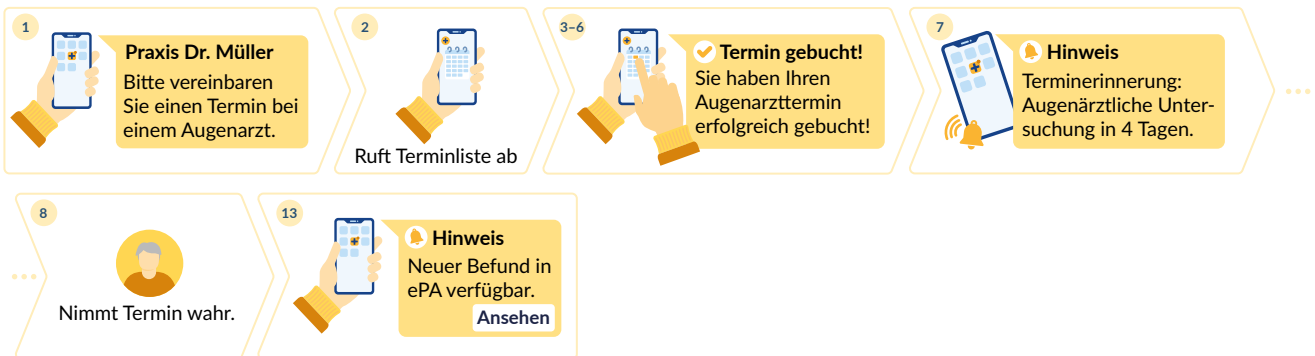 1
Praxis Dr. Müller
Bitte vereinbaren
Sie einen Termin bei
einem Augenarzt.
2
Ruft Terminliste ab
3–6
Termin gebucht!
Sie haben Ihren
Augenarzttermin
erfolgreich gebucht!
7
Hinweis
Terminerinnerung:
Augenärztliche Unter-
suchung in 4 Tagen.
8
Nimmt Termin wahr.
13
Hinweis
Neuer Befund in
ePA verfügbar.
Ansehen